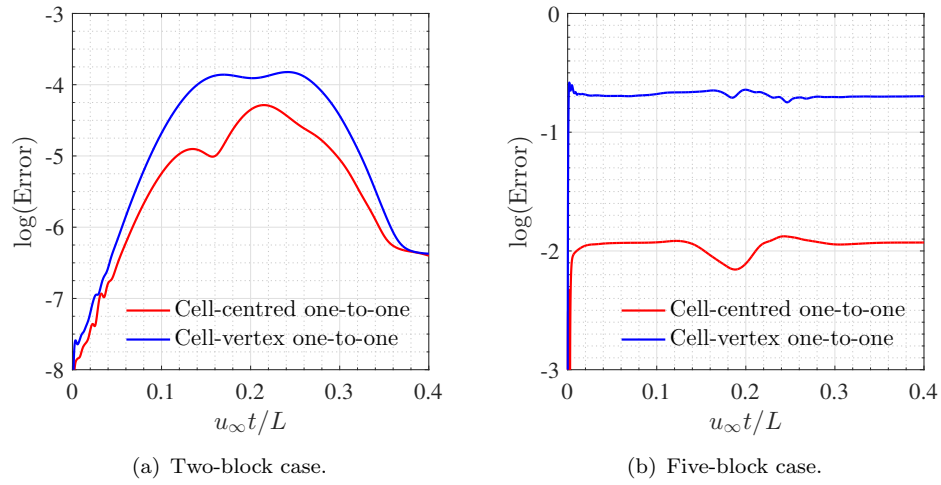 -3
-4
-5
-6
-7
-8
log(Error)
0
0.1
0.2
0.3
0.4
u∞t/L
Cell-centred one-to-one
Cell-vertex one-to-one
(a) Two-block case.
0
-1
-2
-3
log(Error)
0
0.1
0.2
0.3
0.4
u∞t/L
Cell-centred one-to-one
Cell-vertex one-to-one
(b) Five-block case.